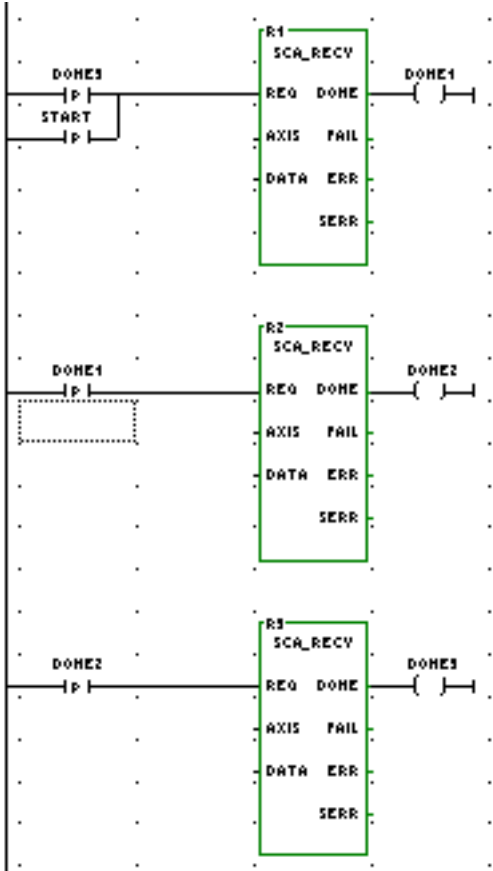 R1
SCA_RECV
DONE3
DONE1
P
REQ DONE
START
P
AXIS FAIL
DATA ERR
SERR
R2
SCA_RECV
DONE1
DONE2
P
REQ DONE
AXIS FAIL
DATA ERR
SERR
R3
SCA_RECV
DONE2
DONE3
P
REQ DONE
AXIS FAIL
DATA ERR
SERR